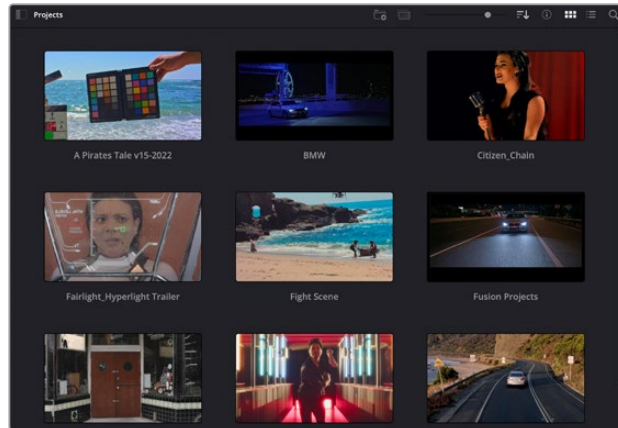 Projects
A Pirates Tale v15-2022
BMW
Citizen_Chain
Fairlight_Hyperlight Trailer
Fight Scene
Fusion Projects